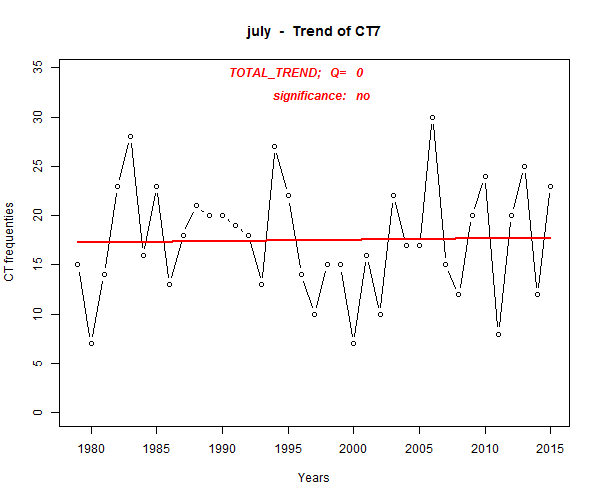 july - Trend of CT7
TOTAL_TREND; Q= 0
significance: no
CT frequenties
35
30
25
20
15
10
5
0
1980 1985 1990 1995 2000 2005 2010 2015
Years